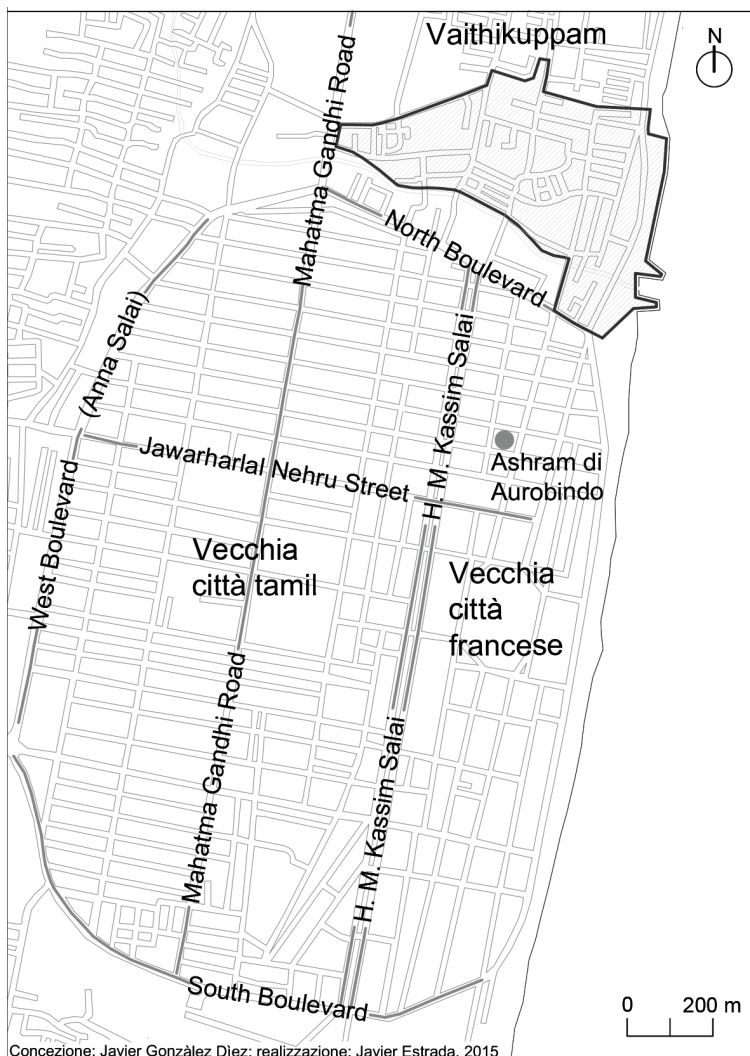 Vaithikuppam
N
Mahatma Gandhi Road
North Boulevard
(Anna Salai)
H. M. Kassim Salai
Jawarharlal Nehru Street
Ashram di
Aurobindo
West Boulevard
Vecchia
città tamil
Vecchia
città
francese
Mahatma Gandhi Road
H. M. Kassim Salai
South Boulevard
0 200 m
Concezione: Javier Gonzàlez Dìez; realizzazione: Javier Estrada, 2015